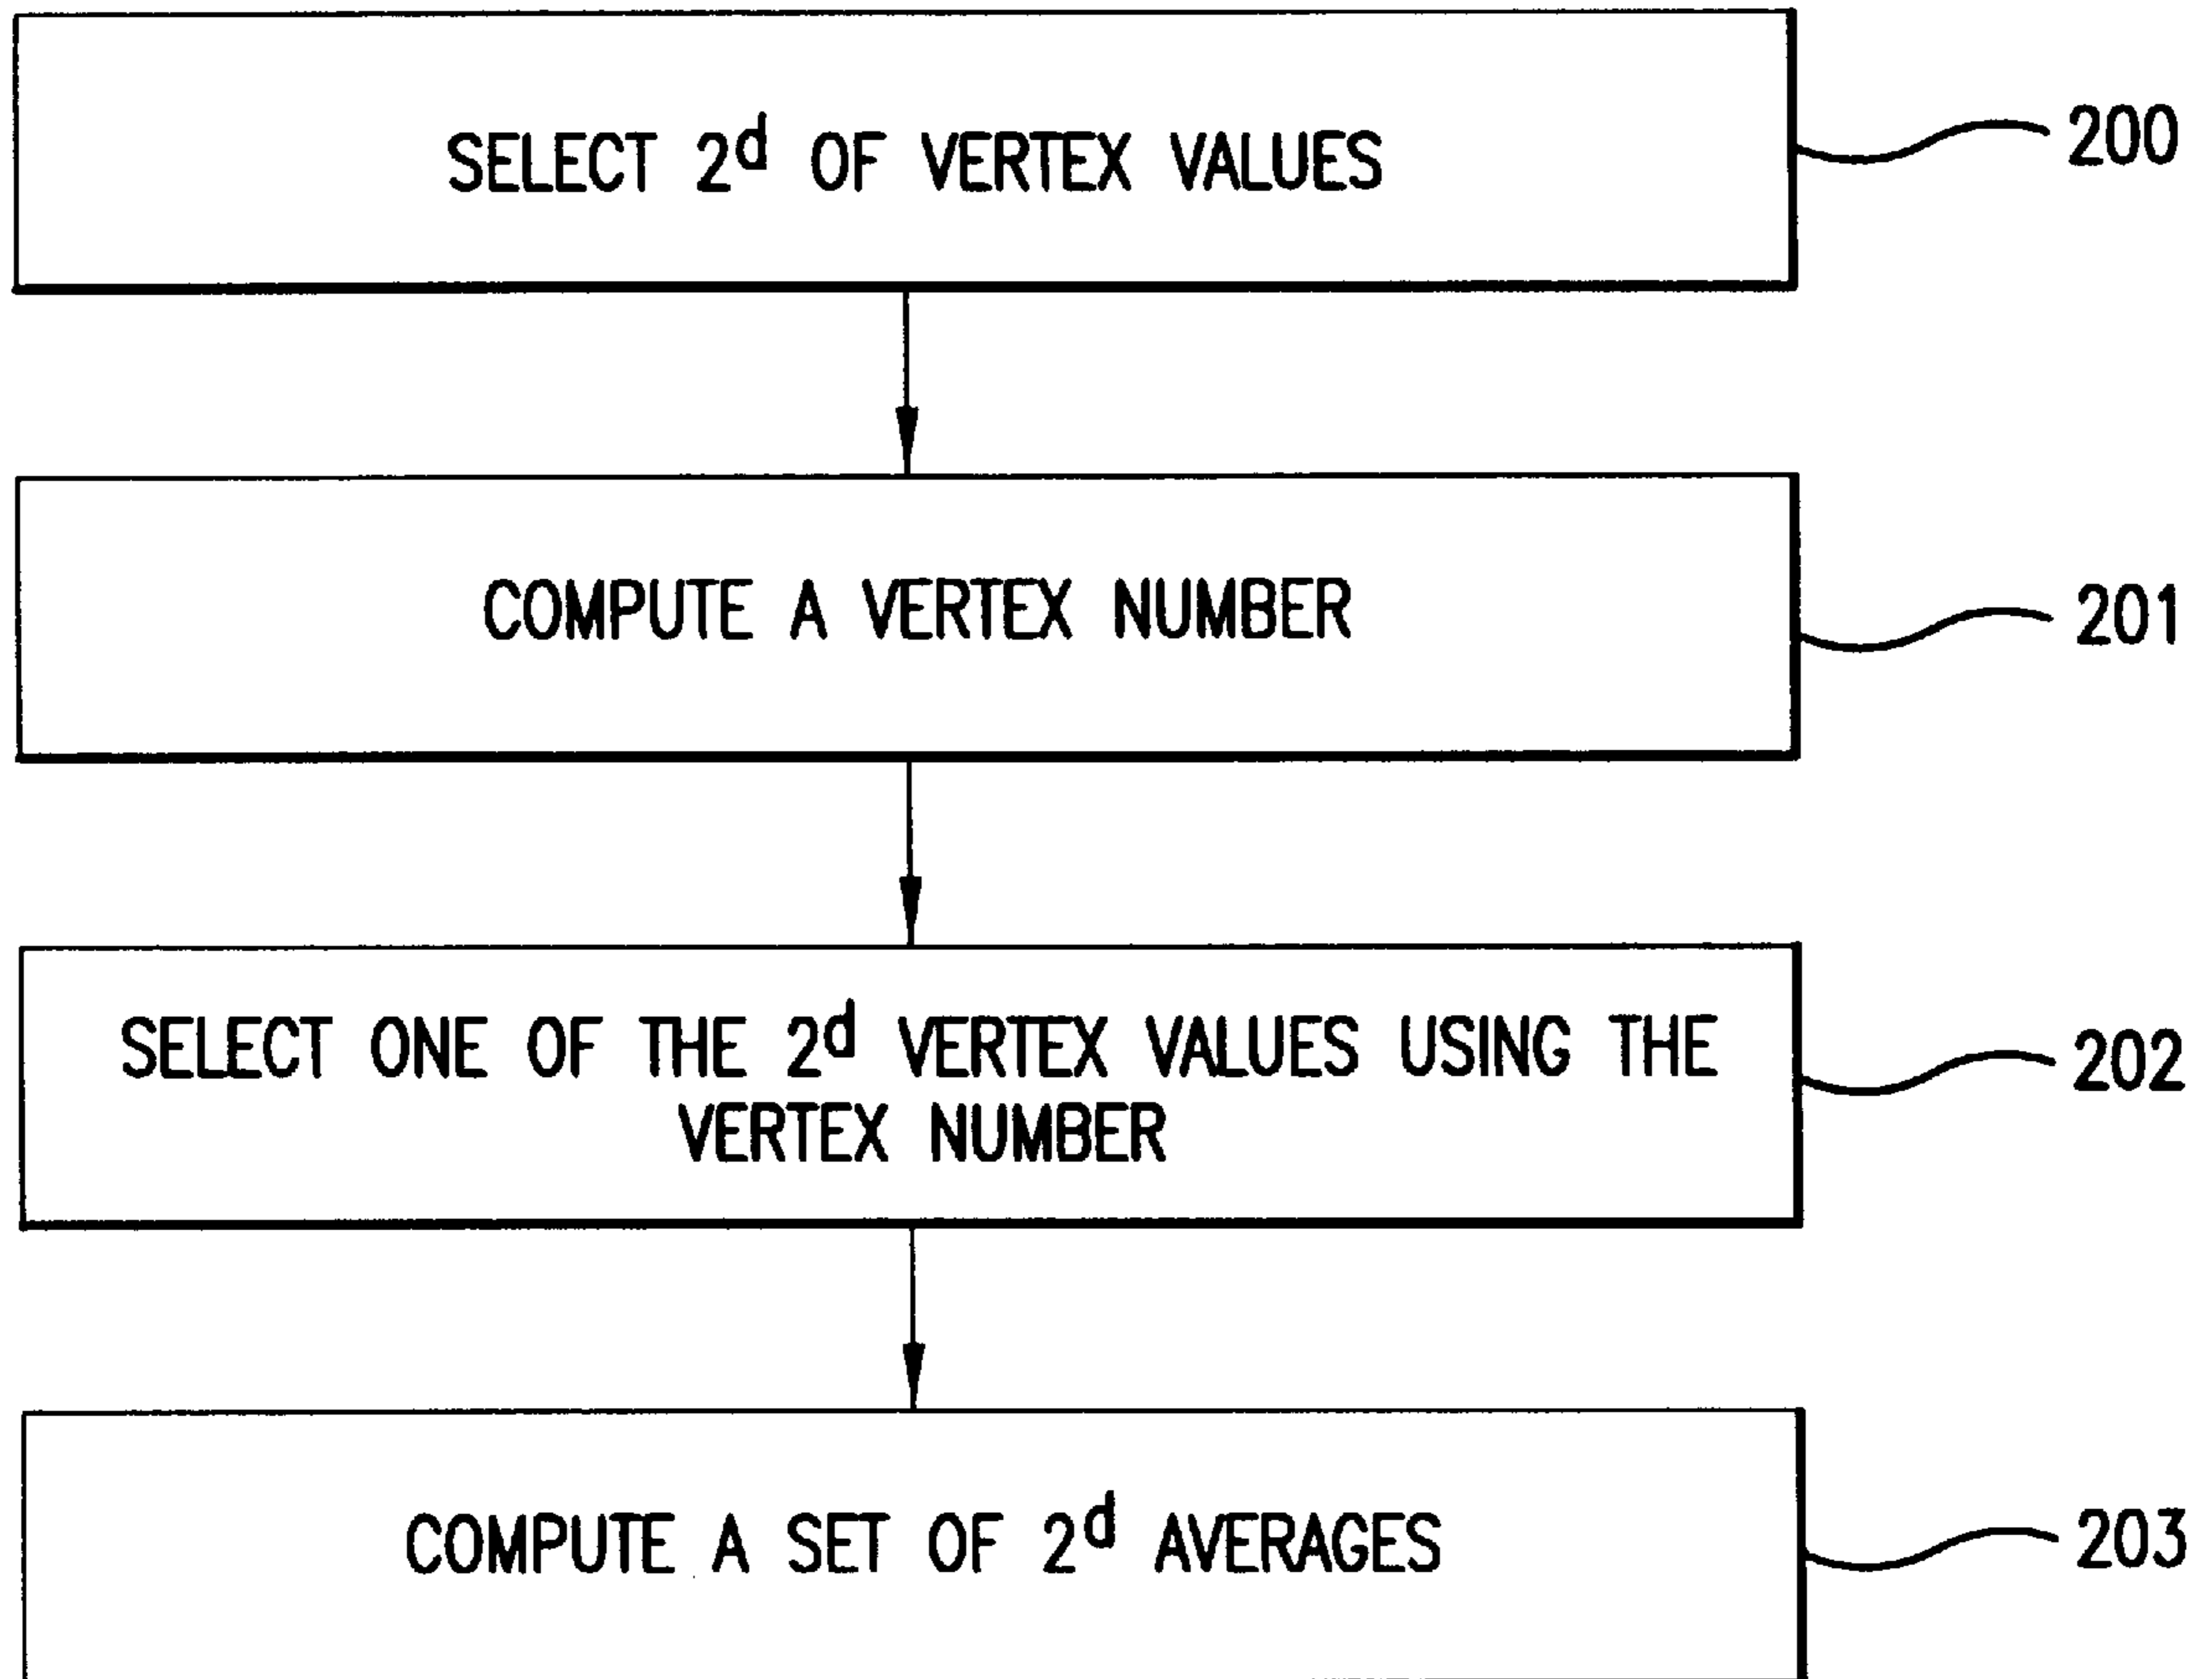 SELECT 2ᵈ OF VERTEX VALUES 200
COMPUTE A VERTEX NUMBER 201
SELECT ONE OF THE 2ᵈ VERTEX VALUES USING THE
VERTEX NUMBER
202
COMPUTE A SET OF 2ᵈ AVERAGES 203